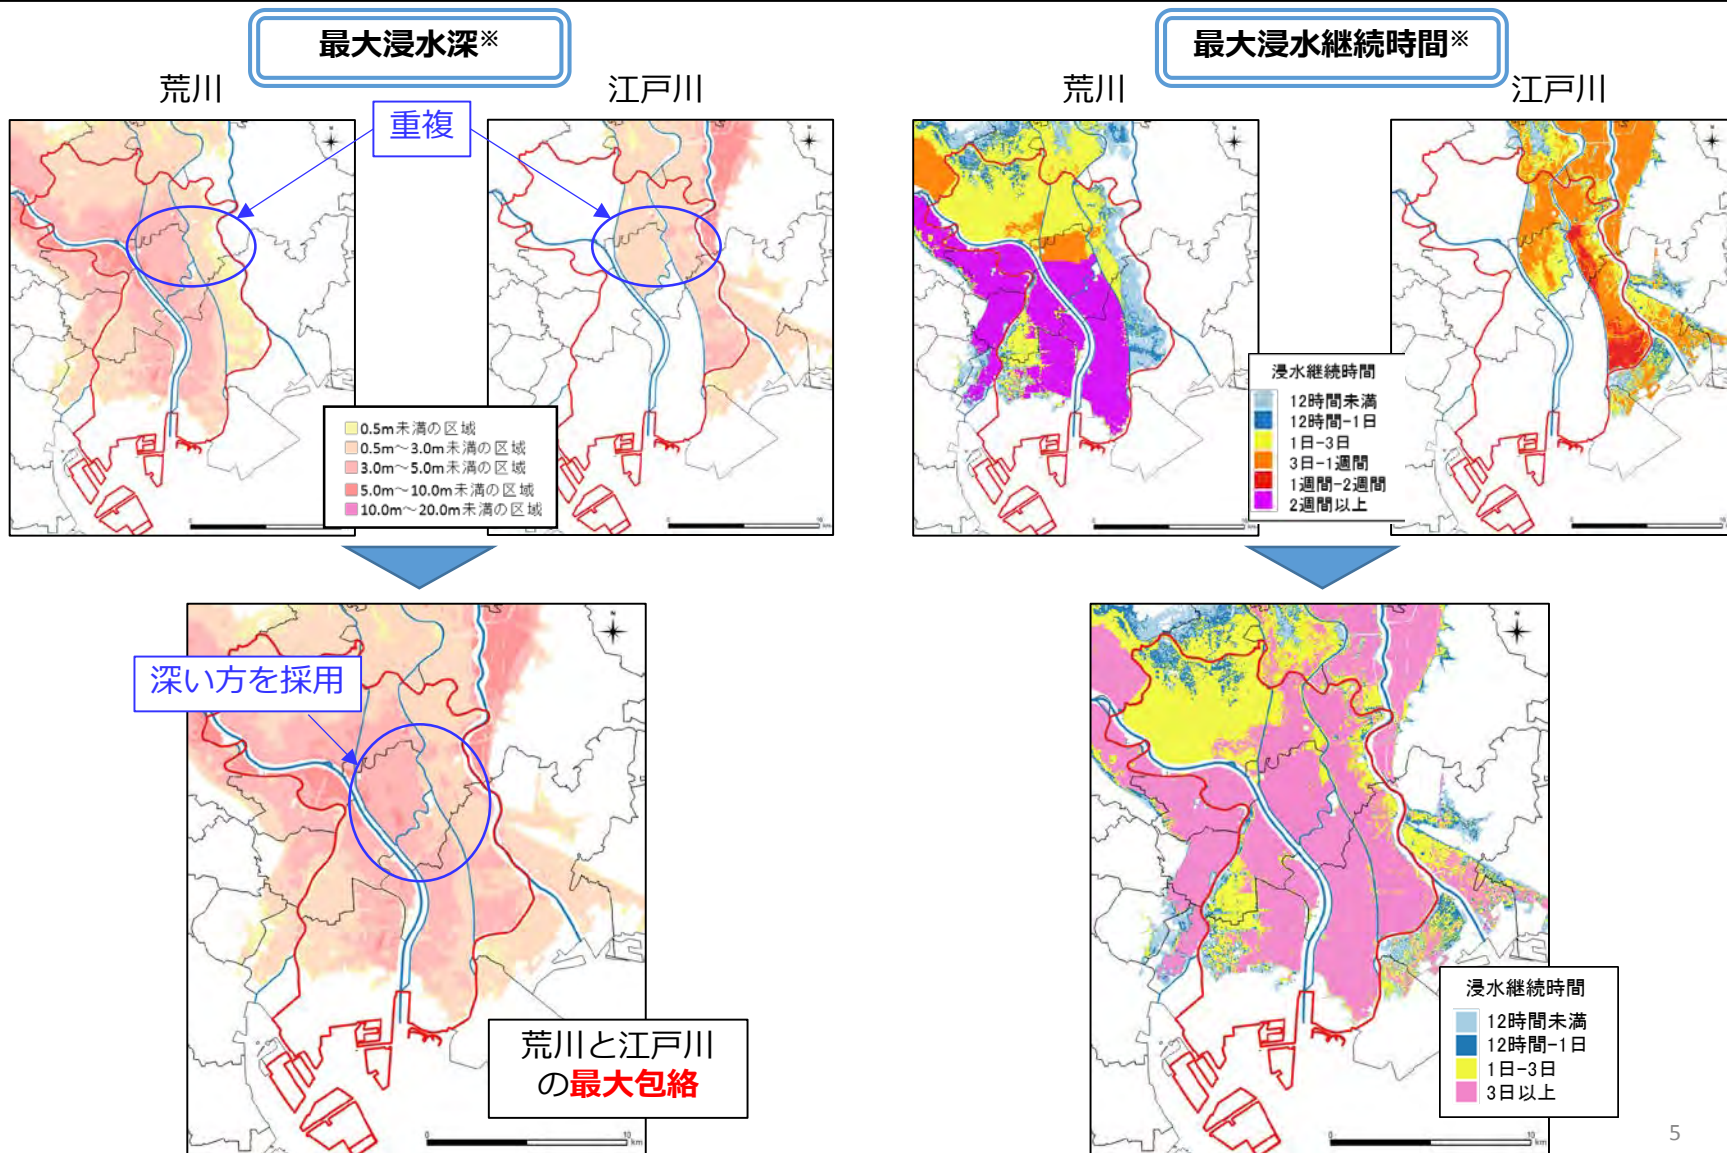 最大浸水深※
荒川
江戸川
重複
0.5m未満の区域
0.5m～3.0m未満の区域
3.0m～5.0m未満の区域
5.0m～10.0m未満の区域
10.0m～20.0m未満の区域
最大浸水継続時間※
荒川
江戸川
浸水継続時間
12時間未満
12時間-1日
1日-3日
3日-1週間
1週間-2週間
2週間以上
深い方を採用
荒川と江戸川
の最大包絡
0 10 km
浸水継続時間
12時間未満
12時間-1日
1日-3日
3日以上
0 10 km
5